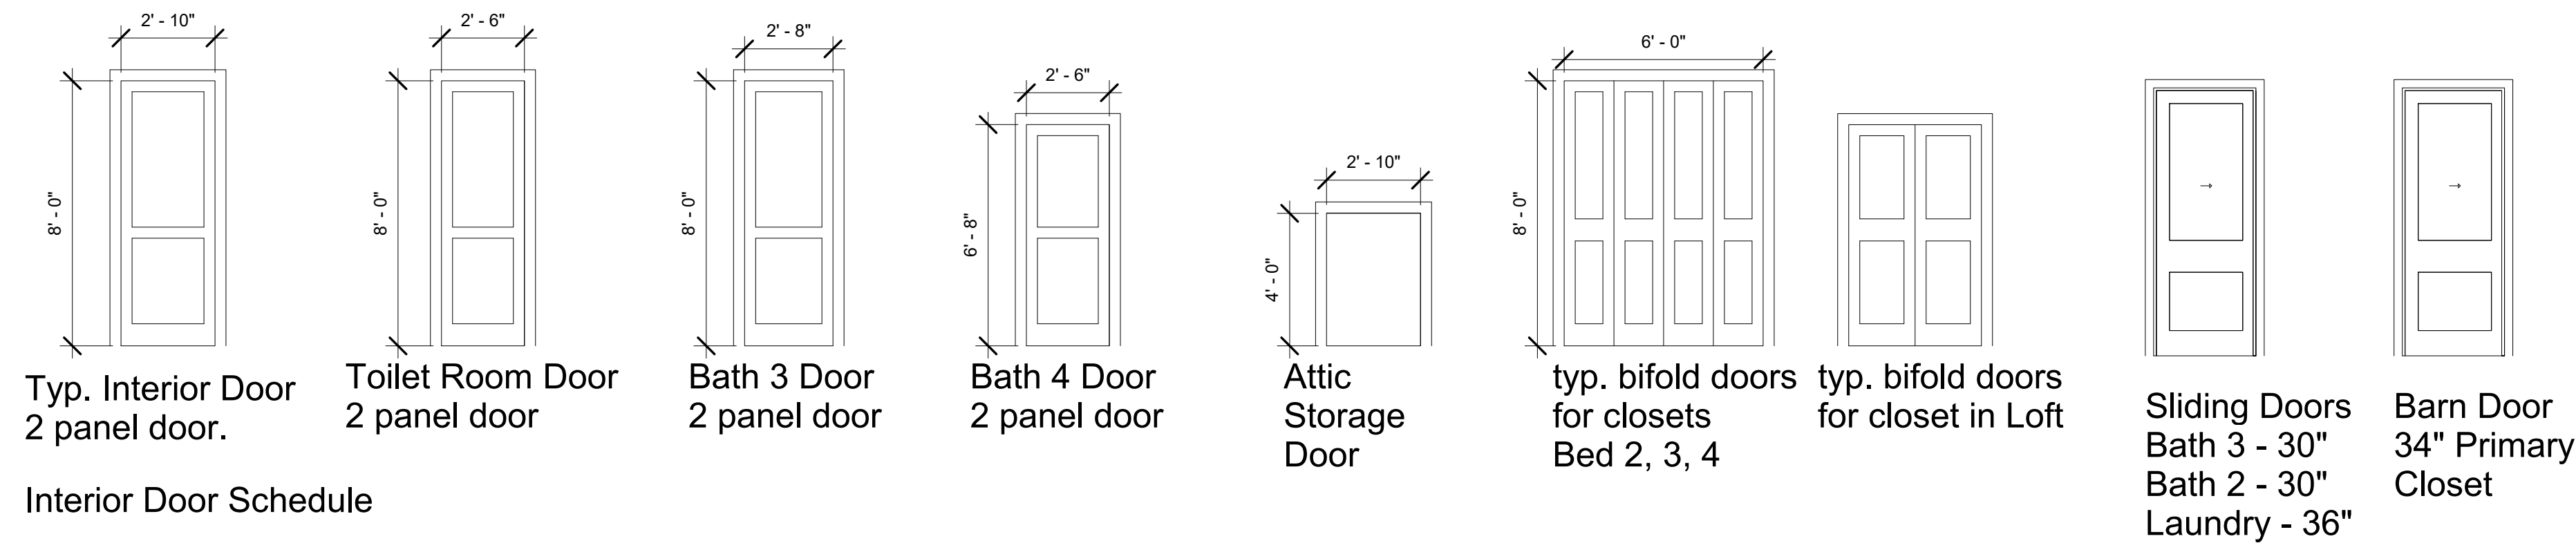 2' - 10"
8' - 0"
Typ. Interior Door
2 panel door.
2' - 6"
8' - 0"
Toilet Room Door
2 panel door
2' - 8"
8' - 0"
Bath 3 Door
2 panel door
2' - 6"
6' - 8"
Bath 4 Door
2 panel door
2' - 10"
4' - 0"
Attic
Storage
Door
6' - 0"
8' - 0"
typ. bifold doors
for closets
Bed 2, 3, 4
typ. bifold doors
for closet in Loft
Sliding Doors
Bath 3 - 30"
Bath 2 - 30"
Laundry - 36"
Barn Door
34" Primary
Closet
Interior Door Schedule